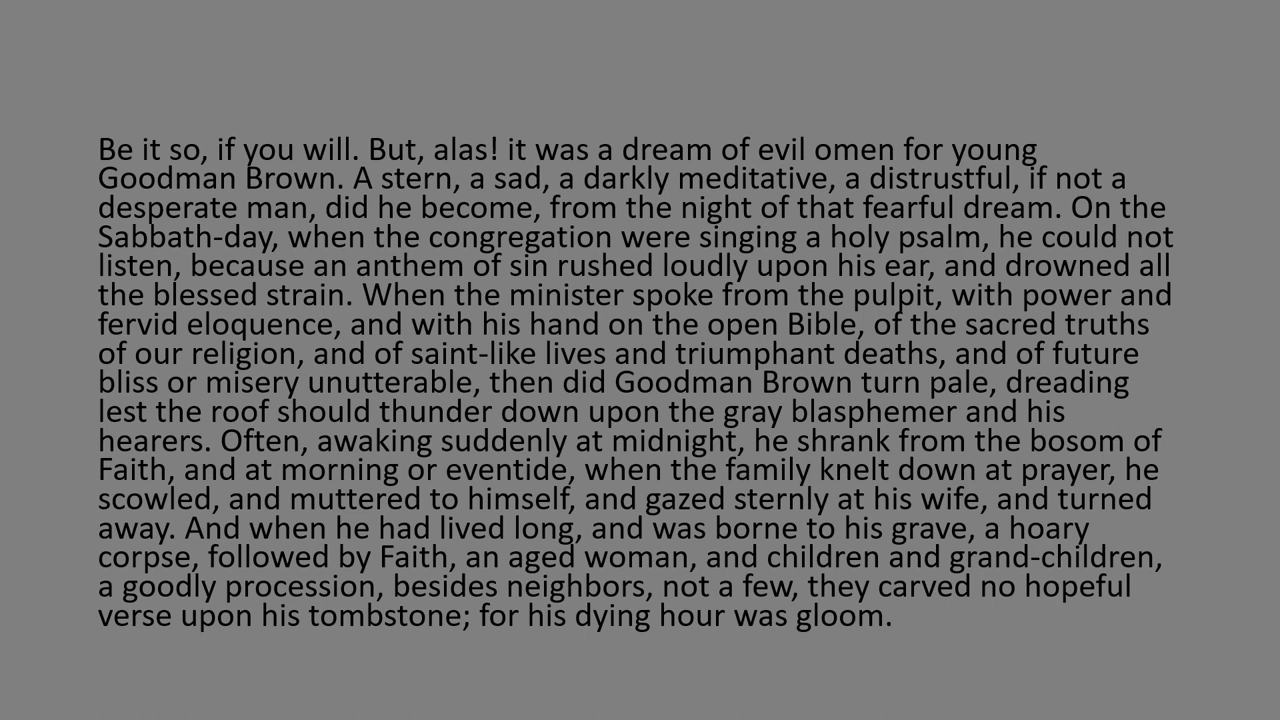 Be it so, if you will. But, alas! it was a dream of evil omen for young
Goodman Brown. A stern, a sad, a darkly meditative, a distrustful, if not a
desperate man, did he become, from the night of that fearful dream. On the
Sabbath-day, when the congregation were singing a holy psalm, he could not
listen, because an anthem of sin rushed loudly upon his ear, and drowned all
the blessed strain. When the minister spoke from the pulpit, with power and
fervid eloquence, and with his hand on the open Bible, of the sacred truths
of our religion, and of saint-like lives and triumphant deaths, and of future
bliss or misery unutterable, then did Goodman Brown turn pale, dreading
lest the roof should thunder down upon the gray blasphemer and his
hearers. Often, awaking suddenly at midnight, he shrank from the bosom of
Faith, and at morning or eventide, when the family knelt down at prayer, he
scowled, and muttered to himself, and gazed sternly at his wife, and turned
away. And when he had lived long, and was borne to his grave, a hoary
corpse, followed by Faith, an aged woman, and children and grand-children,
a goodly procession, besides neighbors, not a few, they carved no hopeful
verse upon his tombstone; for his dying hour was gloom.